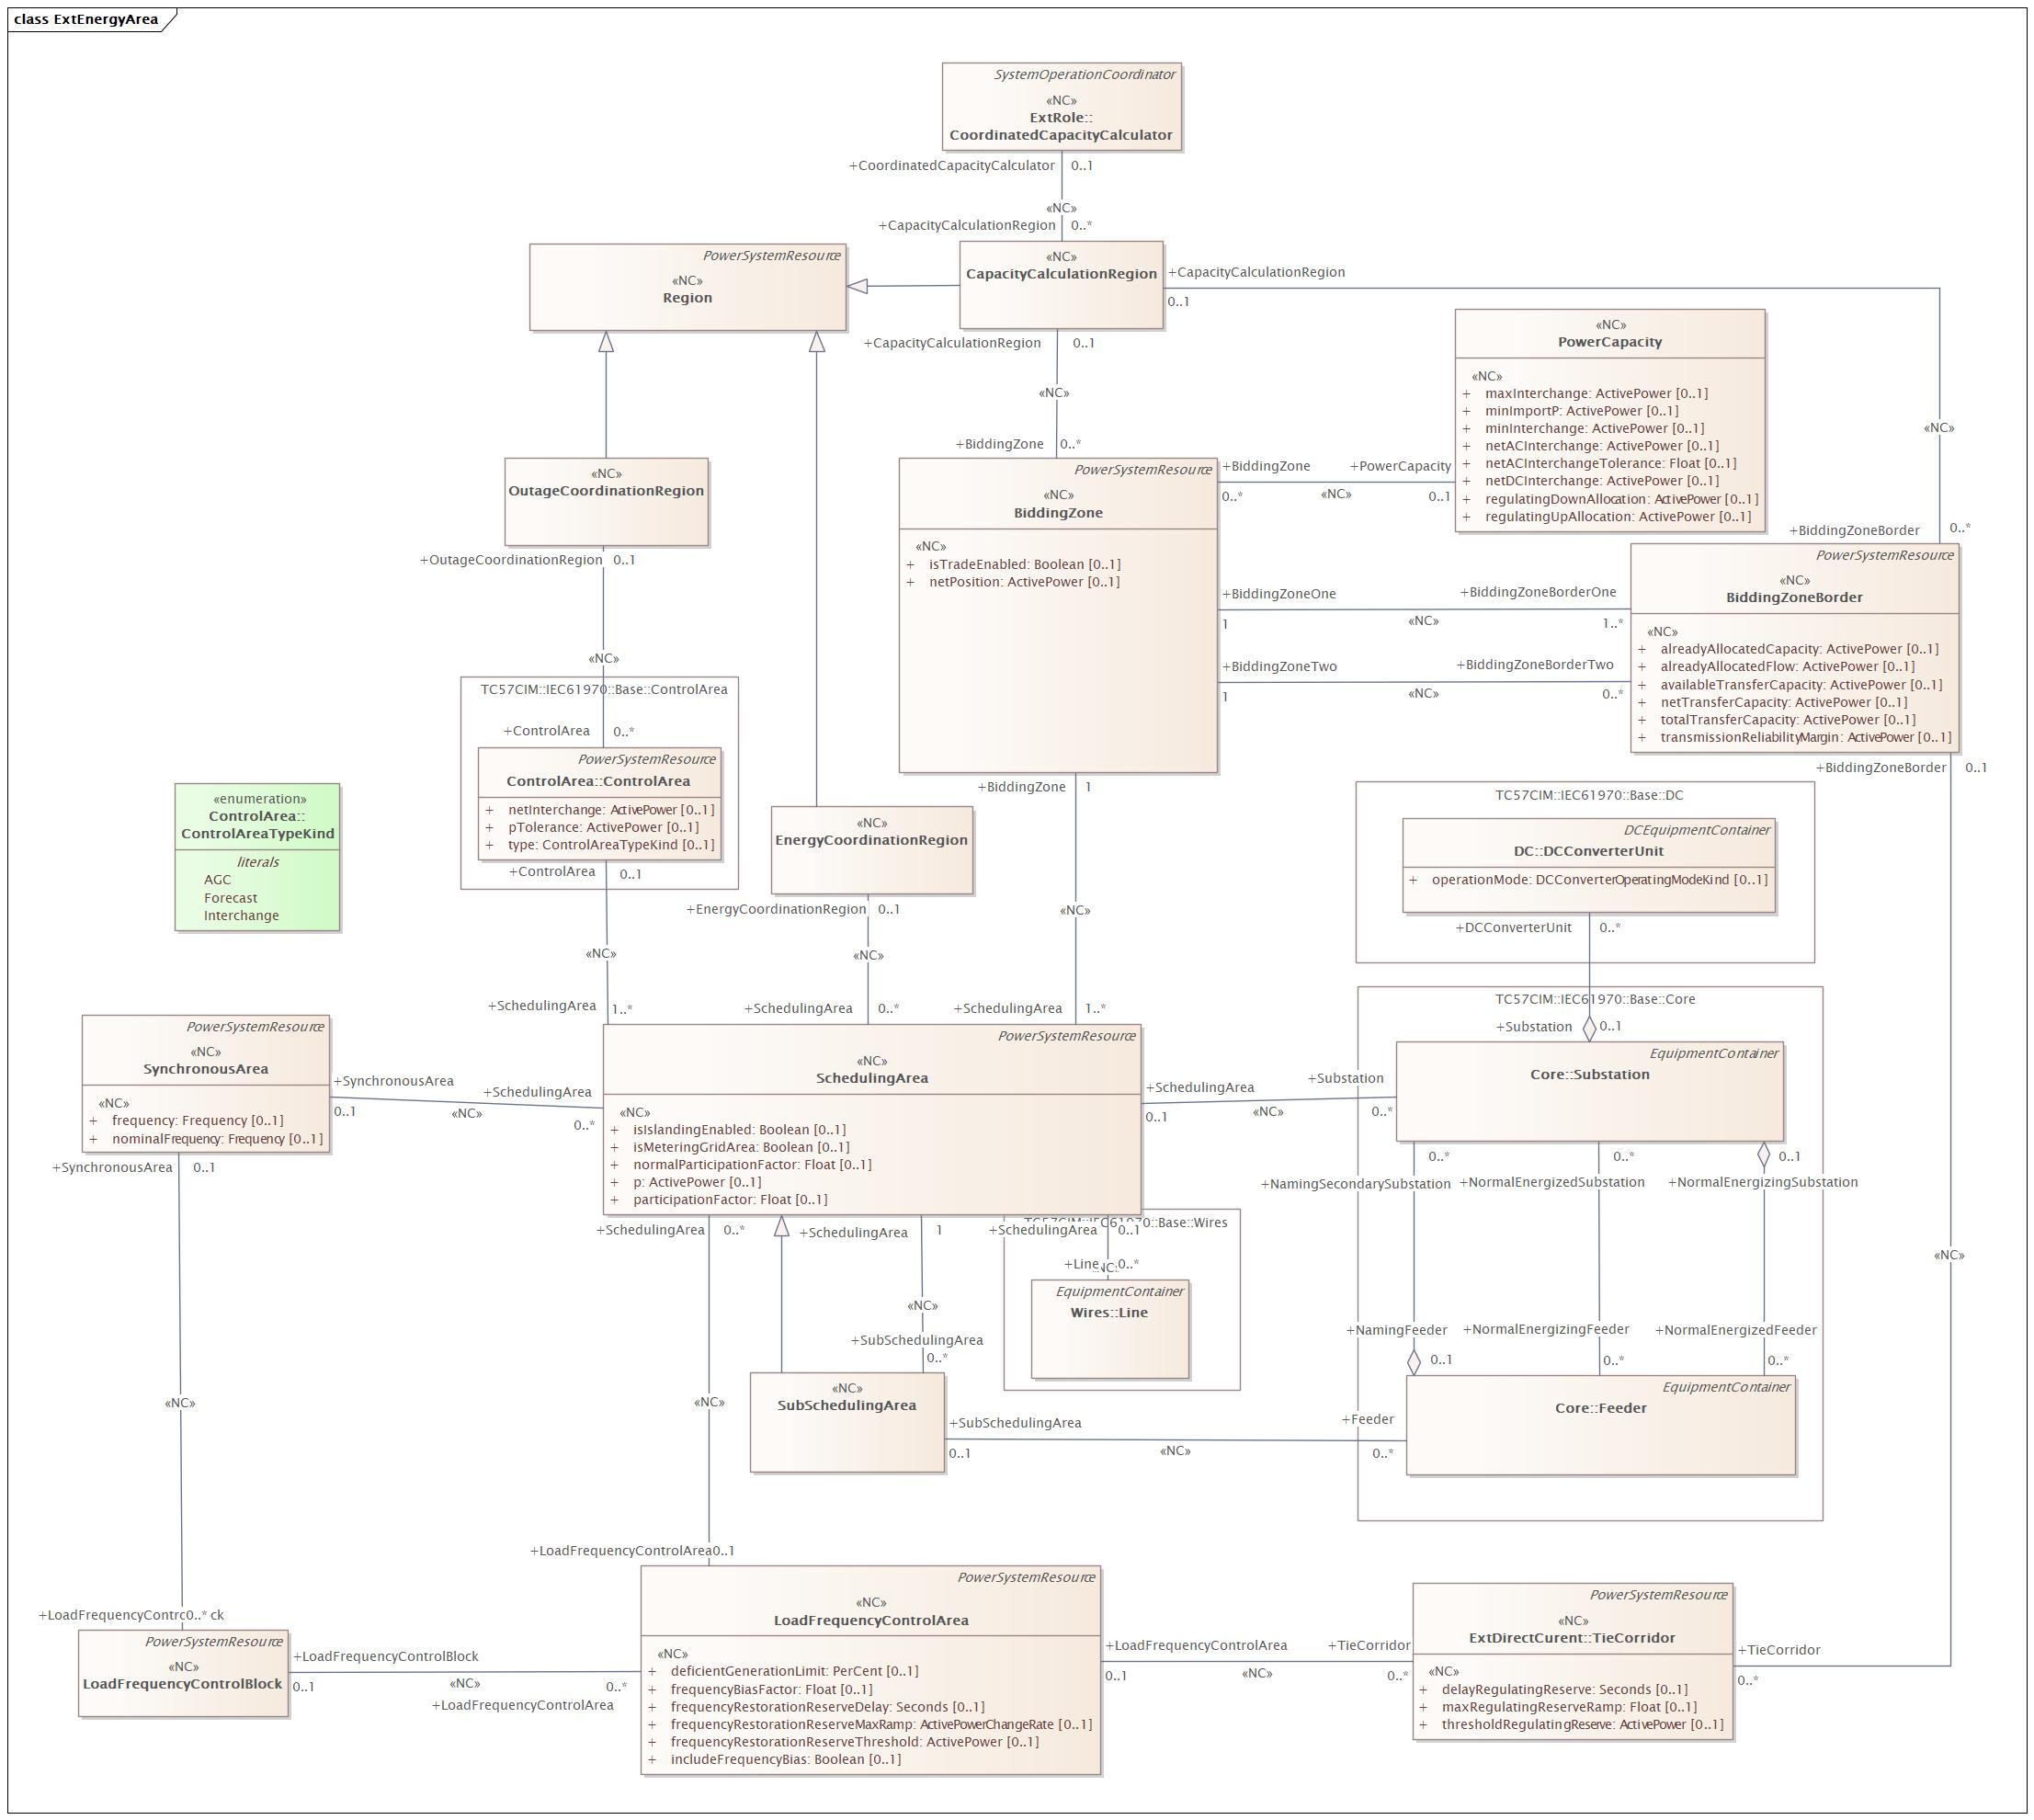 class ExtEnergyArea
SystemOperationCoordinator
«NC»
ExtRole::
CoordinatedCapacityCalculator
+CoordinatedCapacityCalculator 0..1
«NC»
+CapacityCalculationRegion 0..*
PowerSystemResource
«NC»
Region
«NC»
CapacityCalculationRegion
+CapacityCalculationRegion
0..1
+CapacityCalculationRegion 0..1
«NC»
+BiddingZone 0..*
«NC»
PowerCapacity
«NC»
+ maxInterchange: ActivePower [0..1]
+ minImportP: ActivePower [0..1]
+ minInterchange: ActivePower [0..1]
+ netACInterchange: ActivePower [0..1]
+ netACInterchangeTolerance: Float [0..1]
+ netDCInterchange: ActivePower [0..1]
+ regulatingDownAllocation: ActivePower [0..1]
+ regulatingUpAllocation: ActivePower [0..1]
«NC»
+BiddingZoneBorder 0..*
«NC»
OutageCoordinationRegion
+OutageCoordinationRegion 0..1
«NC»
PowerSystemResource
«NC»
BiddingZone
«NC»
+ isTradeEnabled: Boolean [0..1]
+ netPosition: ActivePower [0..1]
+BiddingZone +PowerCapacity
0..* «NC» 0..1
+BiddingZoneOne +BiddingZoneBorderOne
1 «NC» 1..*
+BiddingZoneTwo +BiddingZoneBorderTwo
1 «NC» 0..*
PowerSystemResource
«NC»
BiddingZoneBorder
«NC»
+ alreadyAllocatedCapacity: ActivePower [0..1]
+ alreadyAllocatedFlow: ActivePower [0..1]
+ availableTransferCapacity: ActivePower [0..1]
+ netTransferCapacity: ActivePower [0..1]
+ totalTransferCapacity: ActivePower [0..1]
+ transmissionReliabilityMargin: ActivePower [0..1]
+BiddingZoneBorder 0..1
TC57CIM::IEC61970::Base::ControlArea
+ControlArea 0..*
PowerSystemResource
ControlArea::ControlArea
+ netInterchange: ActivePower [0..1]
+ pTolerance: ActivePower [0..1]
+ type: ControlAreaTypeKind [0..1]
+ControlArea 0..1
«NC»
+SchedulingArea 1..*
«enumeration»
ControlArea::
ControlAreaTypeKind
literals
AGC
Forecast
Interchange
«NC»
EnergyCoordinationRegion
+EnergyCoordinationRegion 0..1
«NC»
+SchedulingArea 0..*
+BiddingZone 1
«NC»
+SchedulingArea 1..*
TC57CIM::IEC61970::Base::DC
DCEquipmentContainer
DC::DCConverterUnit
+ operationMode: DCConverterOperatingModeKind [0..1]
+DCConverterUnit 0..*
TC57CIM::IEC61970::Base::Core
+Substation 0..1
EquipmentContainer
Core::Substation
PowerSystemResource
«NC»
SynchronousArea
«NC»
+ frequency: Frequency [0..1]
+ nominalFrequency: Frequency [0..1]
+SynchronousArea +SchedulingArea
0..1 «NC» 0..*
+SynchronousArea 0..1
PowerSystemResource
«NC»
SchedulingArea
«NC»
+ isIslandingEnabled: Boolean [0..1]
+ isMeteringGridArea: Boolean [0..1]
+ normalParticipationFactor: Float [0..1]
+ p: ActivePower [0..1]
+ participationFactor: Float [0..1]
+SchedulingArea +Substation
0..1 «NC» 0..*
0..* 0..* 0..1
+NamingSecondarySubstation +NormalEnergizedSubstation +NormalEnergizingSubstation
+SchedulingArea 0..*
+SchedulingArea 1
TC57CIM::IEC61970::Base::Wires
+SchedulingArea 0..1
+Line 0..*
«NC»
EquipmentContainer
Wires::Line
«NC»
+SubSchedulingArea
0..*
+NamingFeeder +NormalEnergizingFeeder +NormalEnergizedFeeder
0..1 0..* 0..*
«NC»
EquipmentContainer
Core::Feeder
«NC»
SubSchedulingArea
+SubSchedulingArea +Feeder
0..1 «NC» 0..*
«NC»
«NC»
+LoadFrequencyControlArea 0..1
+LoadFrequencyContrc0..* ck
PowerSystemResource
«NC»
LoadFrequencyControlBlock
+LoadFrequencyControlBlock
0..1 «NC» 0..*
+LoadFrequencyControlArea
PowerSystemResource
«NC»
LoadFrequencyControlArea
«NC»
+ deficientGenerationLimit: PerCent [0..1]
+ frequencyBiasFactor: Float [0..1]
+ frequencyRestorationReserveDelay: Seconds [0..1]
+ frequencyRestorationReserveMaxRamp: ActivePowerChangeRate [0..1]
+ frequencyRestorationReserveThreshold: ActivePower [0..1]
+ includeFrequencyBias: Boolean [0..1]
+LoadFrequencyControlArea +TieCorridor
0..1 «NC» 0..*
PowerSystemResource
«NC»
ExtDirectCurent::TieCorridor
«NC»
+ delayRegulatingReserve: Seconds [0..1]
+ maxRegulatingReserveRamp: Float [0..1]
+ thresholdRegulatingReserve: ActivePower [0..1]
+TieCorridor
0..*